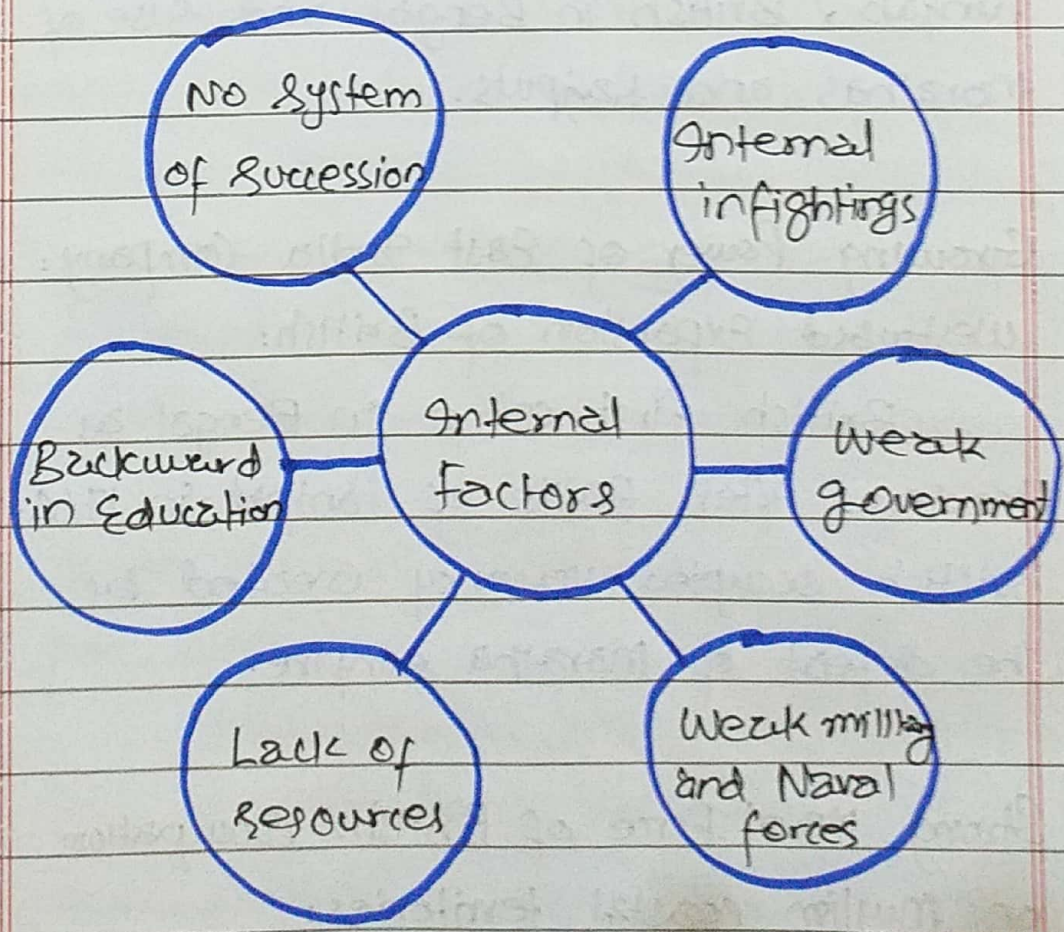 No System
of Succession
Internal
infightings
Internal
factors
Weak
government
Backward
in Education
Lack of
resources
Weak
and Naval
forces